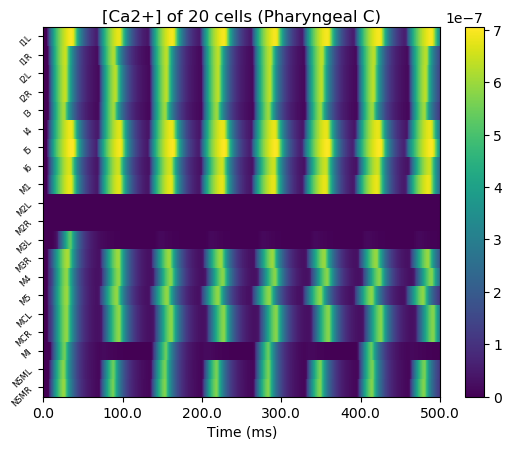 [Ca2+] of 20 cells (Pharyngeal C)
1e−7
I1L
I1R
I2L
I2R
I3
I4
I5
I6
M1
M2L
M2R
M3L
M3R
M4
M5
MCL
MCR
MI
NSML
NSMR
0.0 100.0 200.0 300.0 400.0 500.0
Time (ms)
7
6
5
4
3
2
1
0